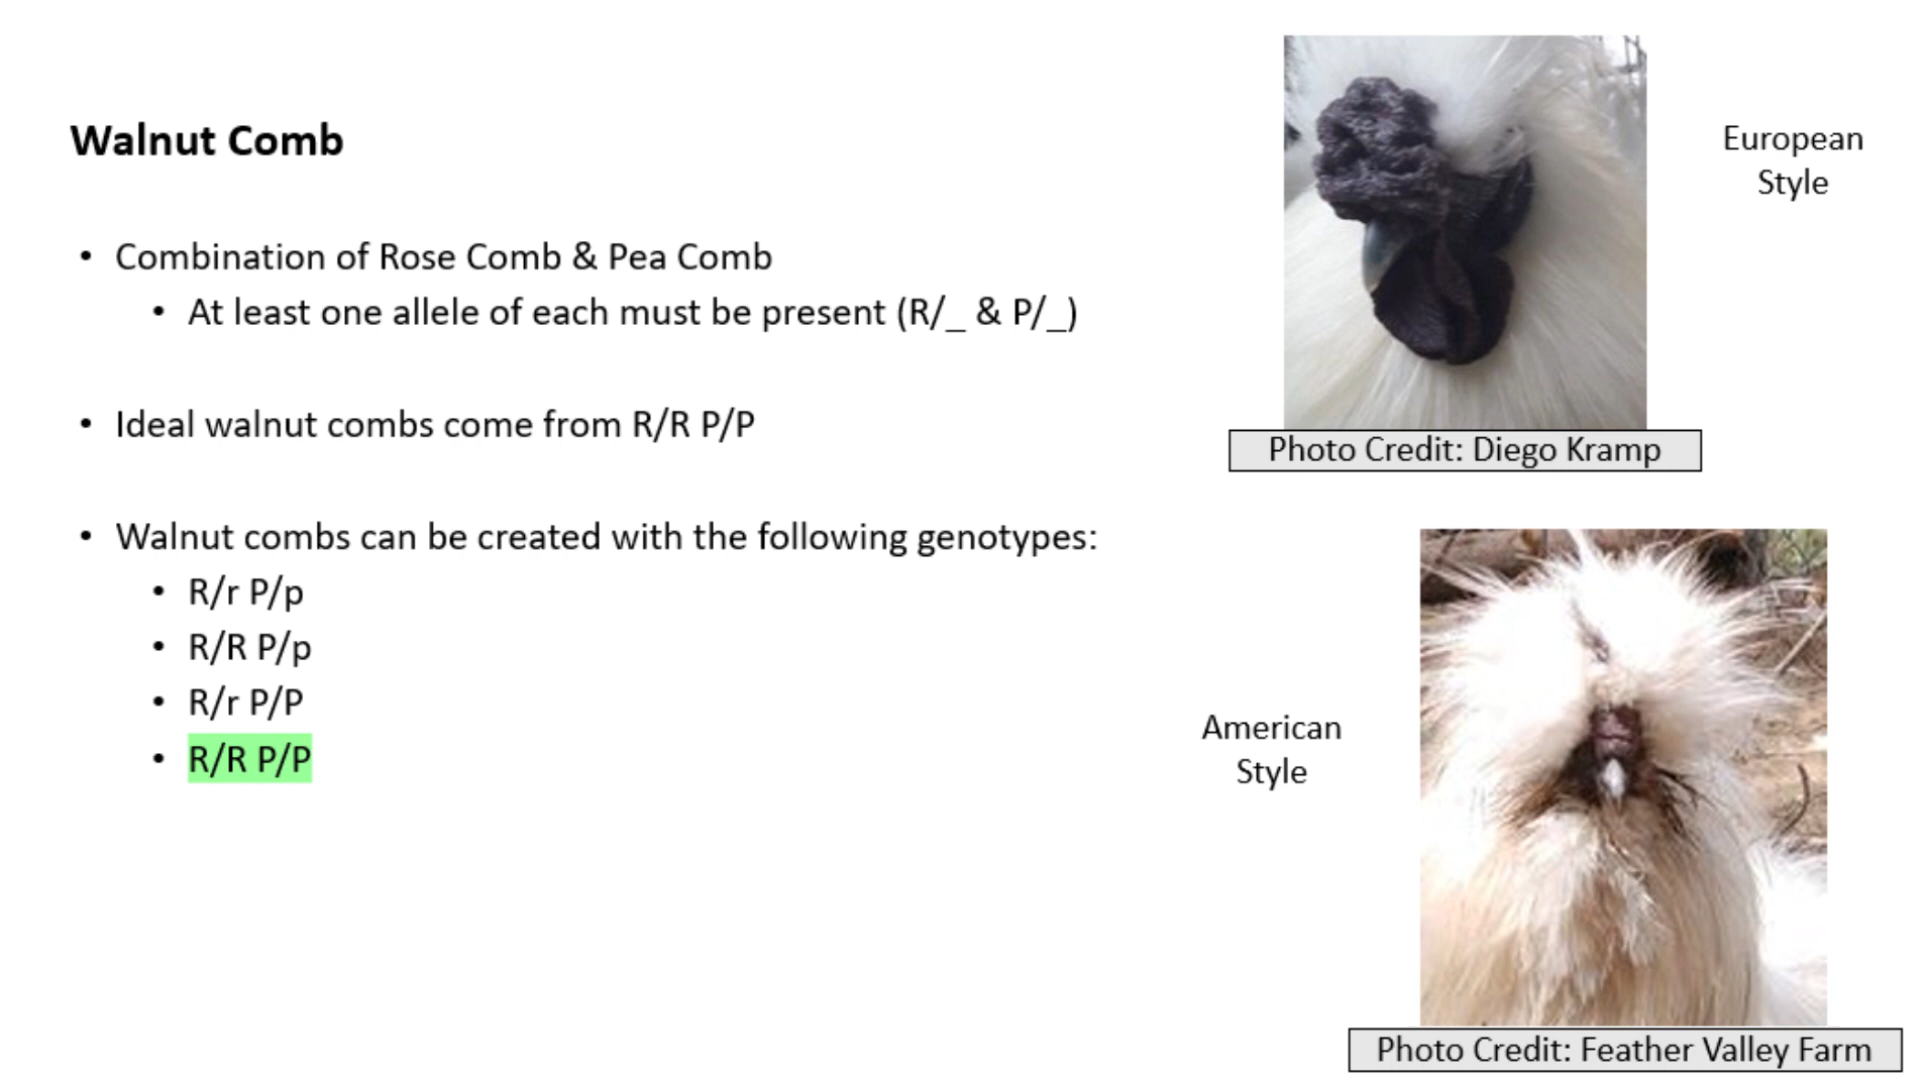 Walnut Comb
• Combination of Rose Comb & Pea Comb
• At least one allele of each must be present (R/_ & P/_)
• Ideal walnut combs come from R/R P/P
• Walnut combs can be created with the following genotypes:
• R/r P/p
• R/R P/p
• R/r P/P
• R/R P/P
European
Style
Photo Credit: Diego Kramp
American
Style
Photo Credit: Feather Valley Farm